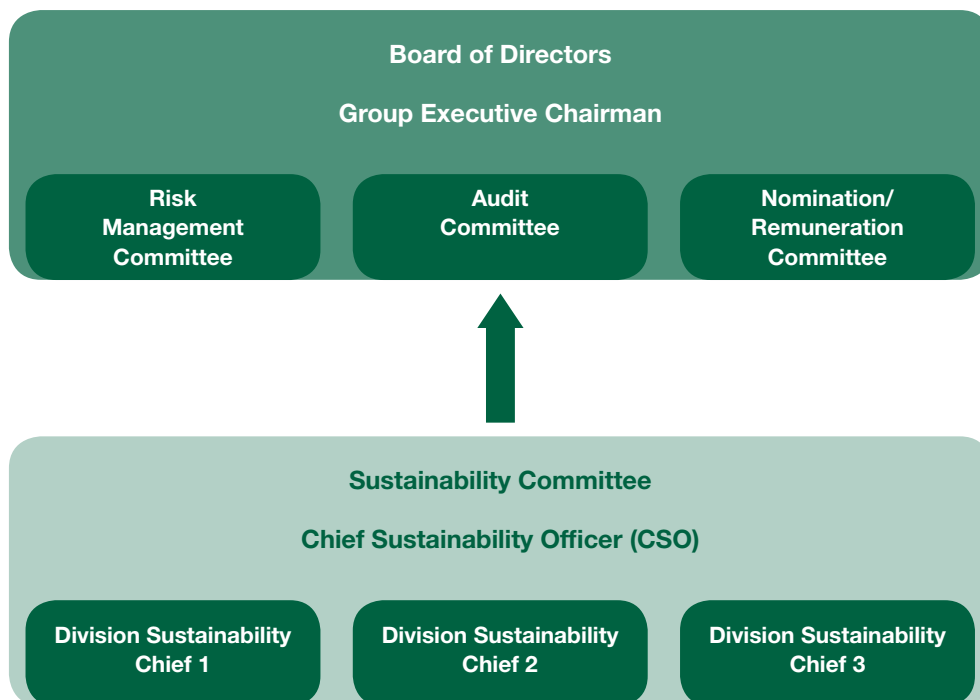 Board of Directors
Group Executive Chairman
Risk
Management
Committee
Audit
Committee
Nomination/
Remuneration
Committee
Sustainability Committee
Chief Sustainability Officer (CSO)
Division Sustainability
Chief 1
Division Sustainability
Chief 2
Division Sustainability
Chief 3